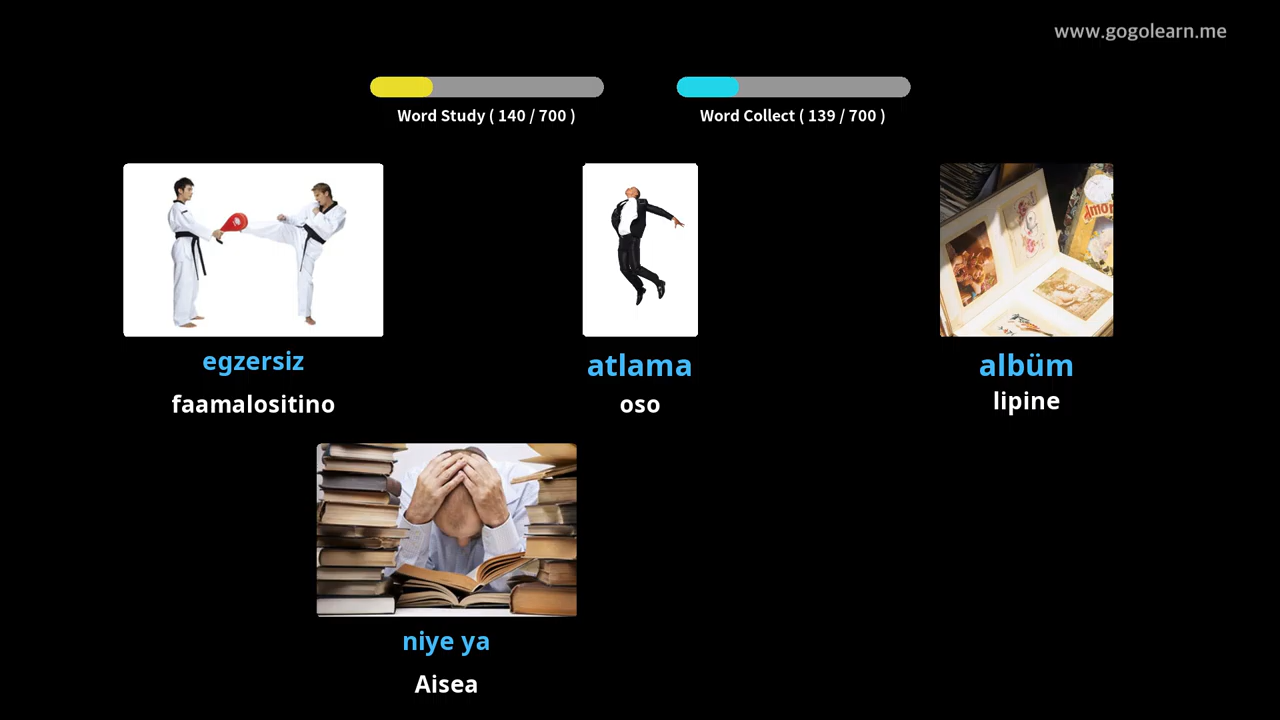 www.gogolearn.me
Word Study ( 140 / 700 )
Word Collect ( 139 / 700 )
egzersiz
faamalositino
atlama
oso
albüm
lipine
niye ya
Aisea